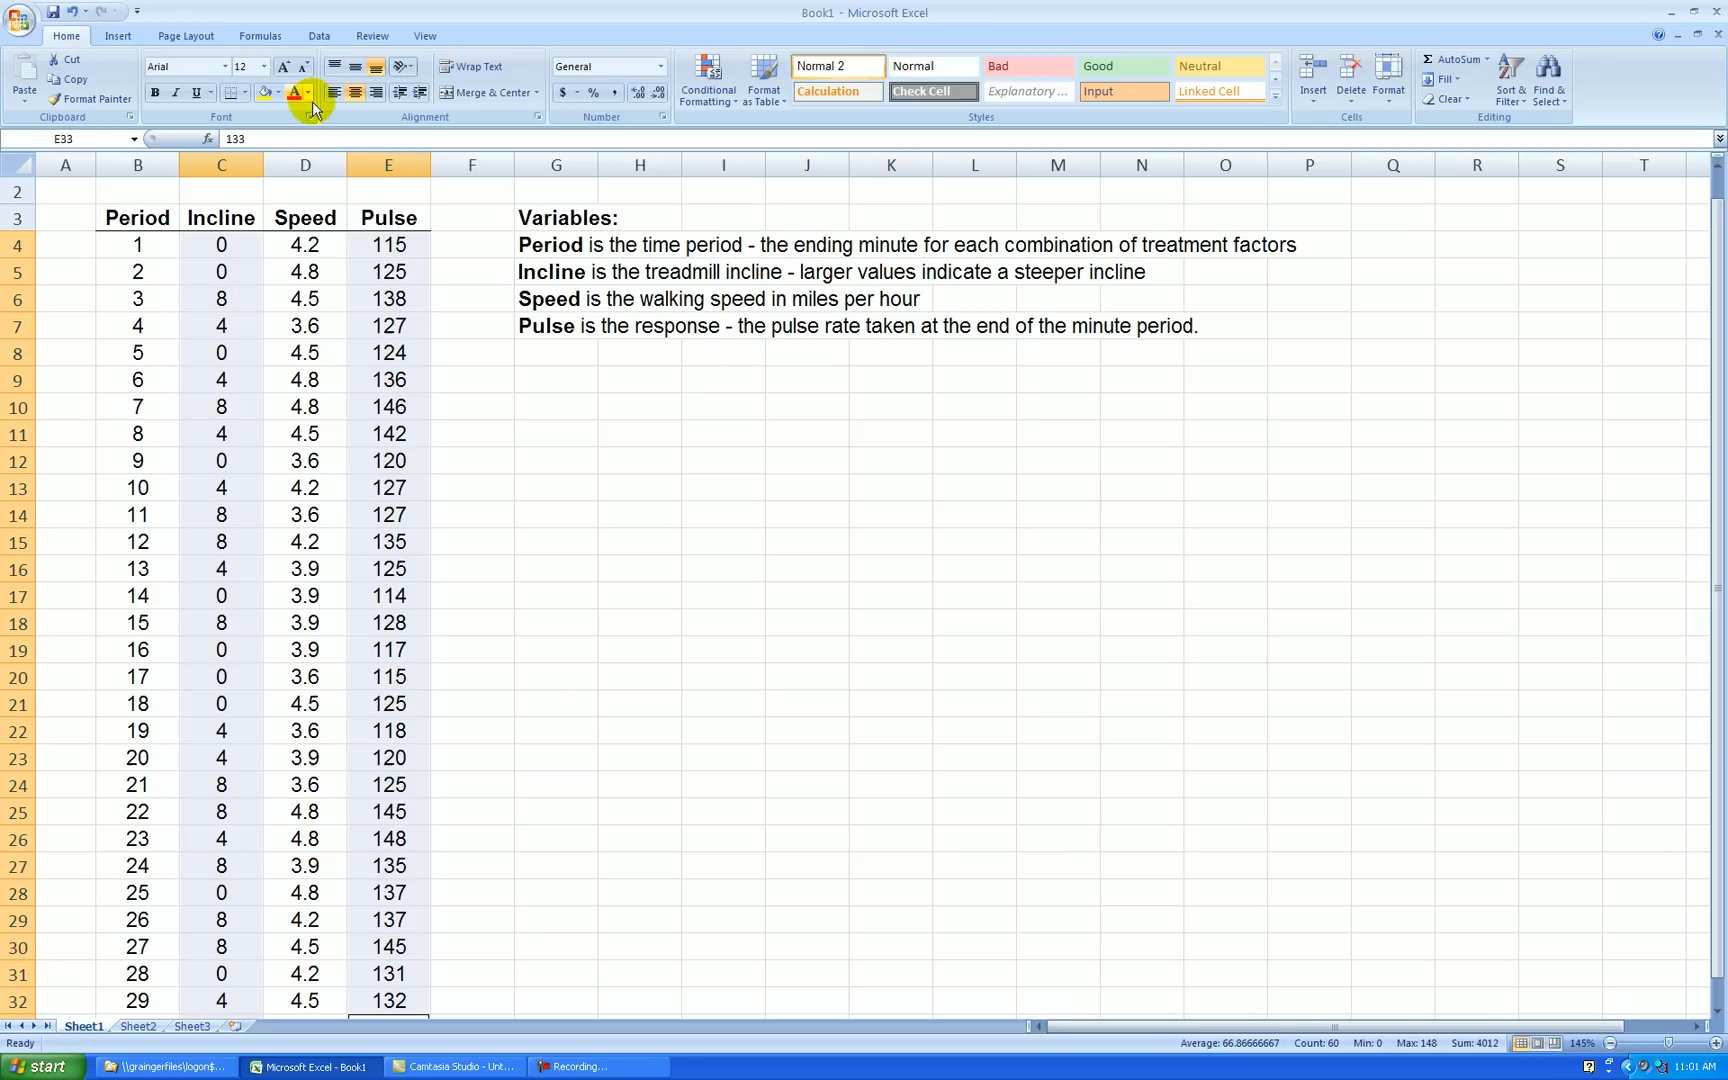 Book1 - Microsoft Excel
Home Insert Page Layout Formulas Data Review View
Paste
Cut
Copy
Format Painter
Clipboard
Arial 12
B I U A
Font
Wrap Text
Merge & Center
Alignment
General
$ % ,
Number
Conditional Formatting
Format as Table
Normal 2 Normal Bad Good Neutral
Calculation Check Cell Explanatory ... Input Linked Cell
Styles
Insert Delete Format
Cells
Σ AutoSum
Fill
Clear
Sort & Filter
Find & Select
Editing
E33 fx 133
A B C D E F G H I J K L M N O P Q R S T
2
3 Period Incline Speed Pulse Variables:
4 1 0 4.2 115 Period is the time period - the ending minute for each combination of treatment factors
5 2 0 4.8 125 Incline is the treadmill incline - larger values indicate a steeper incline
6 3 8 4.5 138 Speed is the walking speed in miles per hour
7 4 4 3.6 127 Pulse is the response - the pulse rate taken at the end of the minute period.
8 5 0 4.5 124
9 6 4 4.8 136
10 7 8 4.8 146
11 8 4 4.5 142
12 9 0 3.6 120
13 10 4 4.2 127
14 11 8 3.6 127
15 12 8 4.2 135
16 13 4 3.9 125
17 14 0 3.9 114
18 15 8 3.9 128
19 16 0 3.9 117
20 17 0 3.6 115
21 18 0 4.5 125
22 19 4 3.6 118
23 20 4 3.9 120
24 21 8 3.6 125
25 22 8 4.8 145
26 23 4 4.8 148
27 24 8 3.9 135
28 25 0 4.8 137
29 26 8 4.2 137
30 27 8 4.5 145
31 28 0 4.2 131
32 29 4 4.5 132
Sheet1 Sheet2 Sheet3
Ready Average: 66.86666667 Count: 60 Min: 0 Max: 148 Sum: 4012 145%
start \\graingerfiles\logon$... Microsoft Excel - Book1 Camtasia Studio - Unt... Recording... 11:01 AM